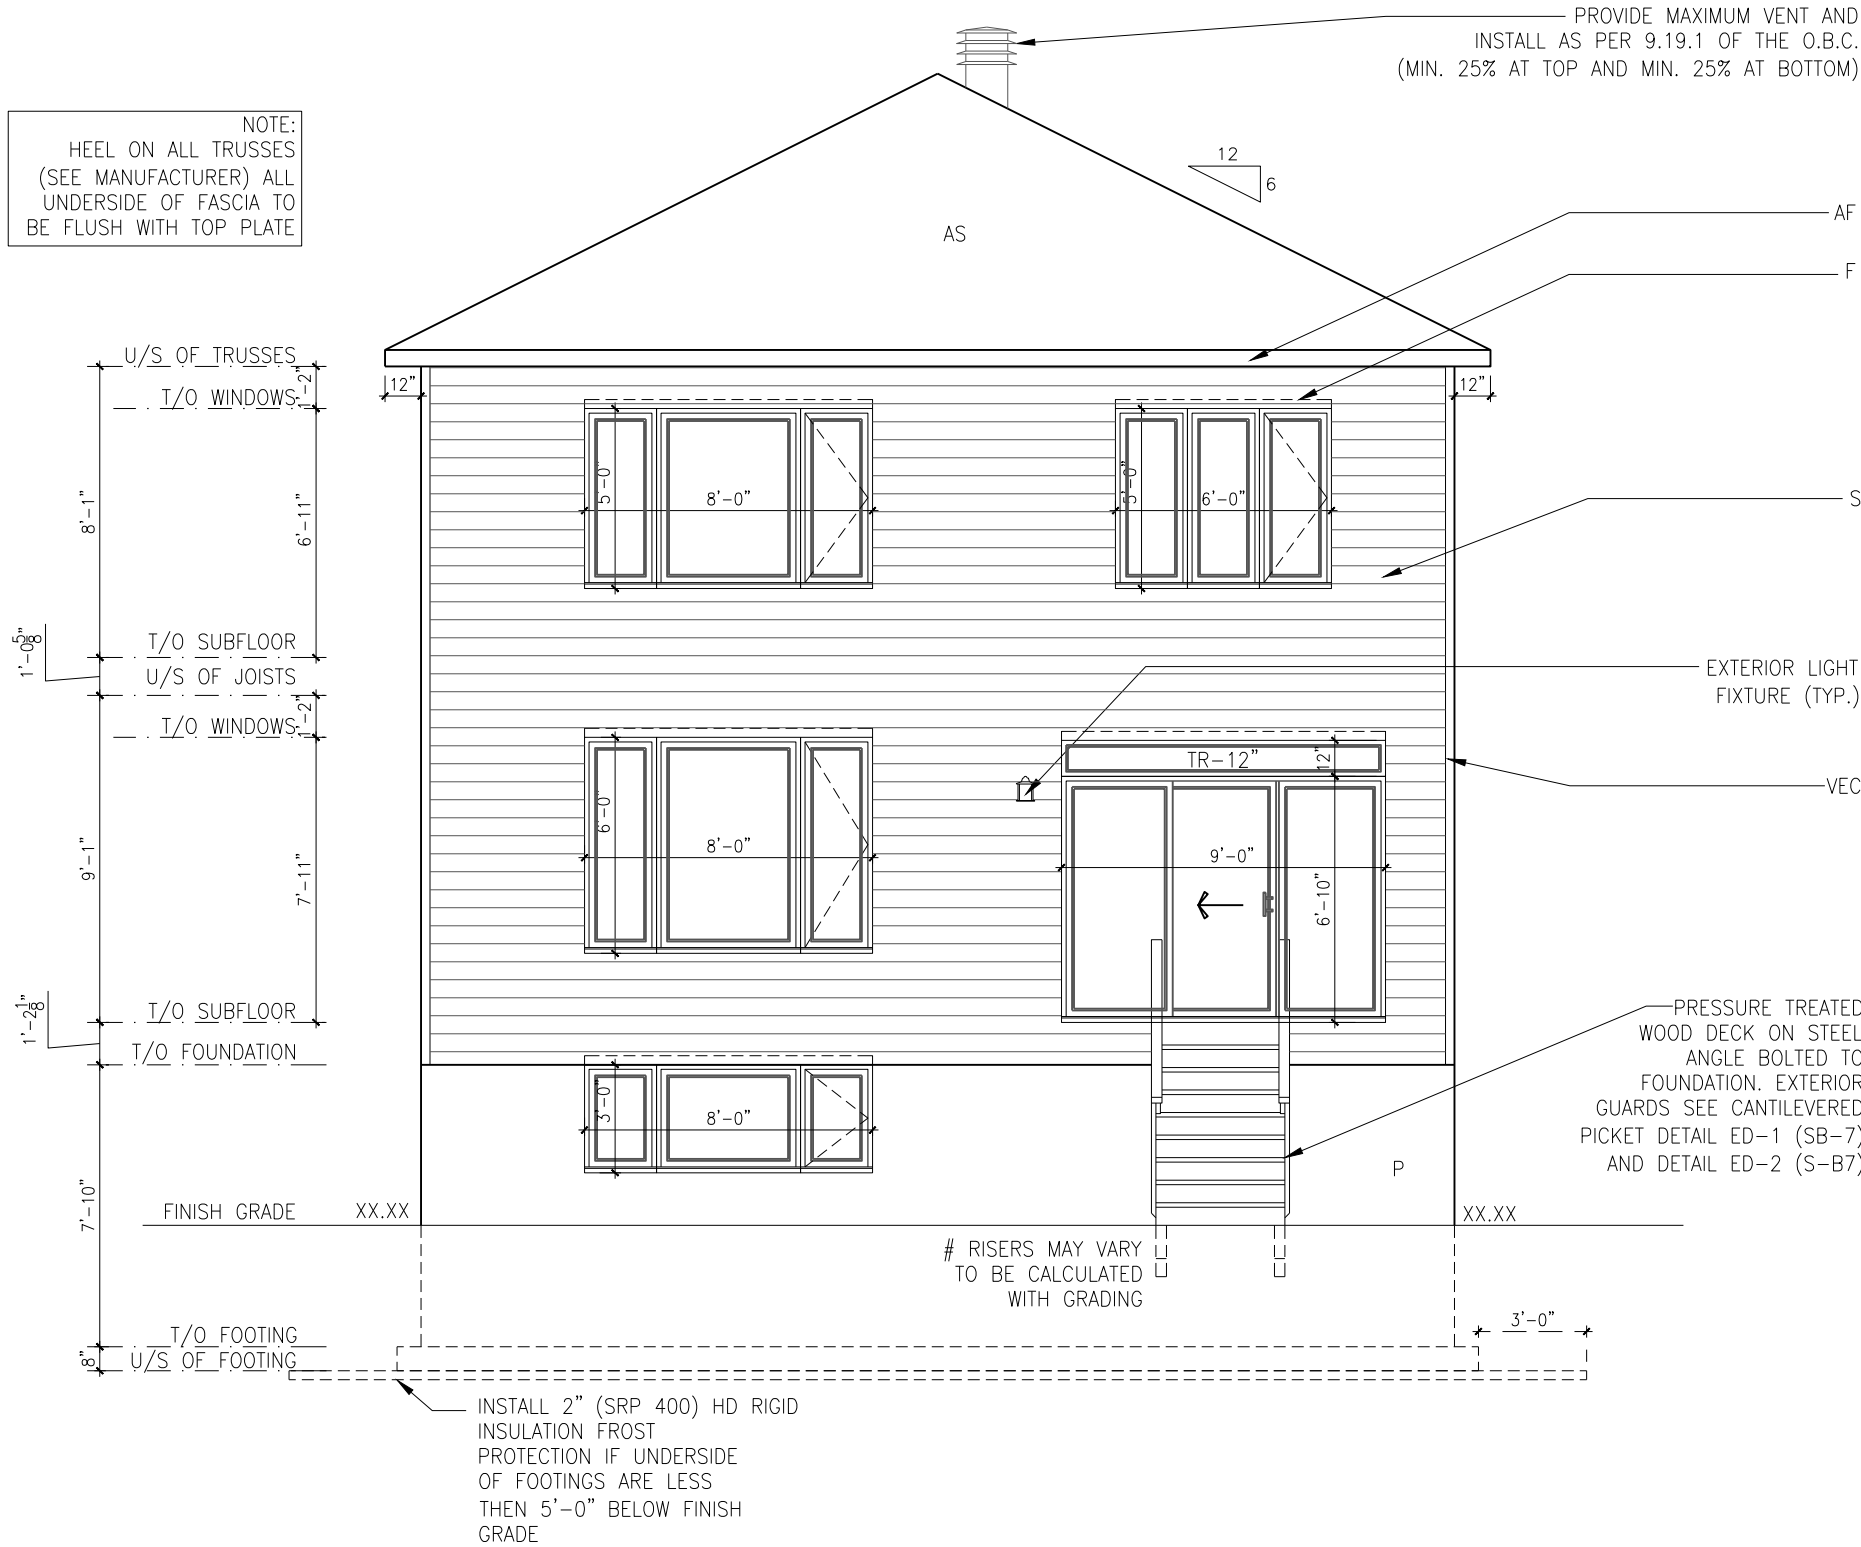 PROVIDE MAXIMUM VENT AND
INSTALL AS PER 9.19.1 OF THE O.B.C.
(MIN. 25% AT TOP AND MIN. 25% AT BOTTOM)
NOTE:
HEEL ON ALL TRUSSES
(SEE MANUFACTURER) ALL
UNDERSIDE OF FASCIA TO
BE FLUSH WITH TOP PLATE
12
6
AS
AF
F
U/S OF TRUSSES
1'-2"
12"
12"
T/O WINDOWS
8'-1"
6'-11"
5'-0"
8'-0"
5'-0"
6'-0"
S
T/O SUBFLOOR
1'-0 5/8"
U/S OF JOISTS
EXTERIOR LIGHT
FIXTURE (TYP.)
1'-2"
T/O WINDOWS
TR-12"
12"
VEC
9'-1"
7'-11"
6'-0"
8'-0"
9'-0"
6'-10"
T/O SUBFLOOR
1'-2 1/8"
T/O FOUNDATION
PRESSURE TREATED
WOOD DECK ON STEEL
ANGLE BOLTED TO
FOUNDATION. EXTERIOR
GUARDS SEE CANTILEVERED
PICKET DETAIL ED-1 (SB-7)
AND DETAIL ED-2 (S-B7)
3'-0"
8'-0"
P
7'-10"
FINISH GRADE
XX.XX
XX.XX
# RISERS MAY VARY
TO BE CALCULATED
WITH GRADING
T/O FOOTING
8"
U/S OF FOOTING
3'-0"
INSTALL 2" (SRP 400) HD RIGID
INSULATION FROST
PROTECTION IF UNDERSIDE
OF FOOTINGS ARE LESS
THEN 5'-0" BELOW FINISH
GRADE